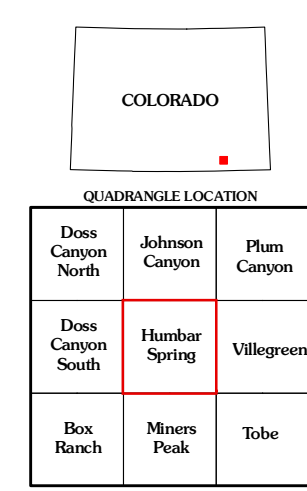 COLORADO
QUADRANGLE LOCATION
Doss
Canyon
North
Johnson
Canyon
Plum
Canyon
Doss
Canyon
South
Humbar
Spring
Villegreen
Box
Ranch
Miners
Peak
Tobe